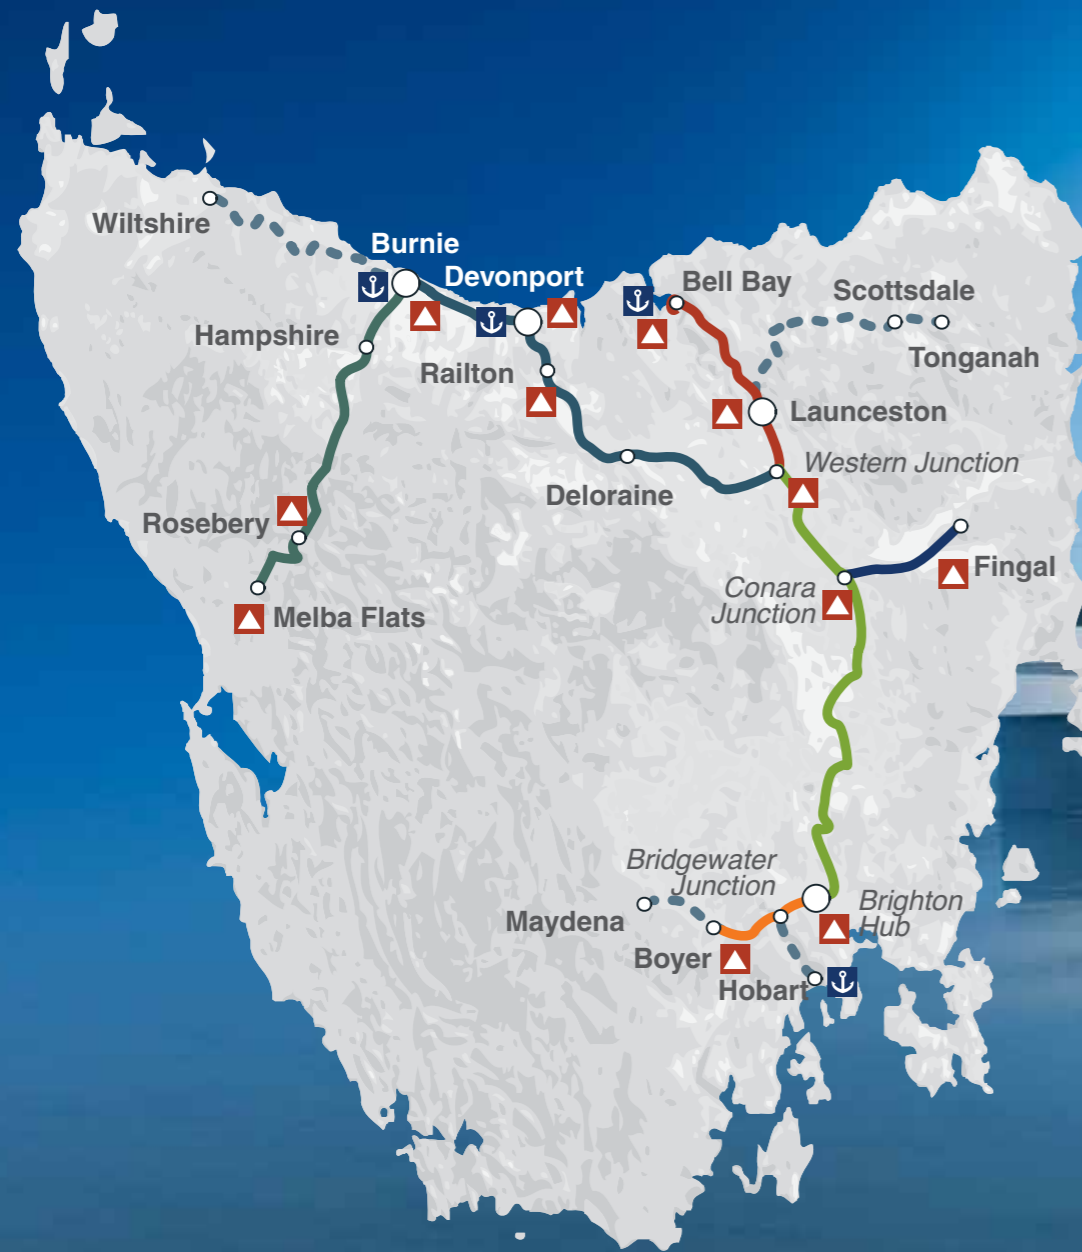 Wiltshire
Burnie
Devonport
Bell Bay
Scottsdale
Hampshire
Tonganah
Railton
Launceston
Western Junction
Deloraine
Rosebery
Fingal
Conara
Junction
Melba Flats
Bridgewater
Junction
Brighton
Hub
Maydena
Boyer
Hobart